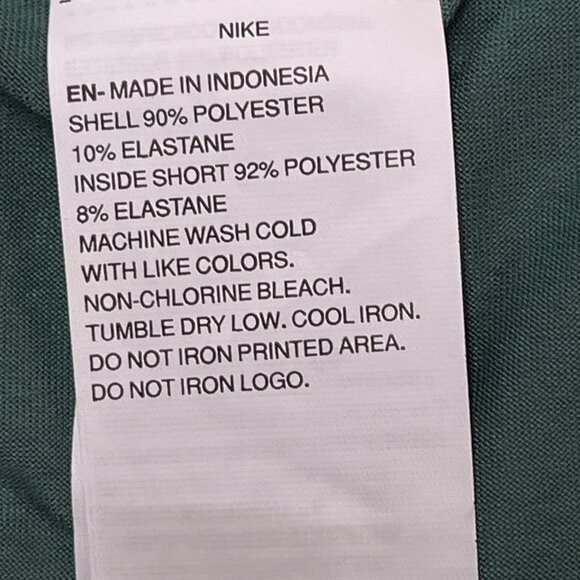 NIKE
EN- MADE IN INDONESIA
SHELL 90% POLYESTER
10% ELASTANE
INSIDE SHORT 92% POLYESTER
8% ELASTANE
MACHINE WASH COLD
WITH LIKE COLORS.
NON-CHLORINE BLEACH.
TUMBLE DRY LOW. COOL IRON.
DO NOT IRON PRINTED AREA.
DO NOT IRON LOGO.